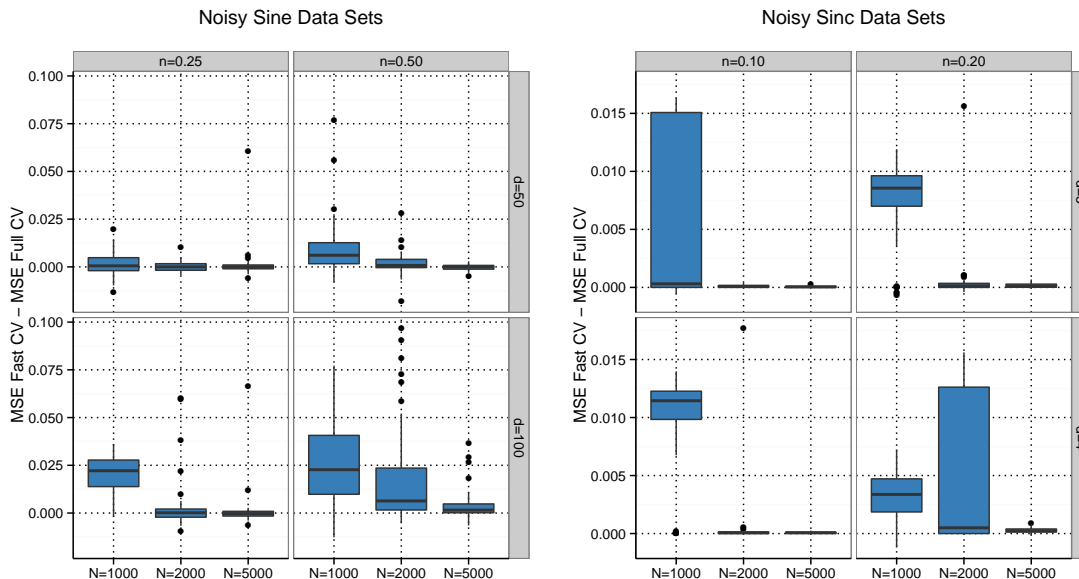 Noisy Sine Data Sets
Noisy Sinc Data Sets
n=0.25
n=0.50
0.100
0.075
0.050
0.025
0.000
d=50
0.100
0.075
0.050
0.025
0.000
d=100
MSE Fast CV − MSE Full CV
N=1000
N=2000
N=5000
N=1000
N=2000
N=5000
n=0.10
n=0.20
0.015
0.010
0.005
0.000
0.015
0.010
0.005
0.000
MSE Fast CV − MSE Full CV
N=1000
N=2000
N=5000
N=1000
N=2000
N=5000